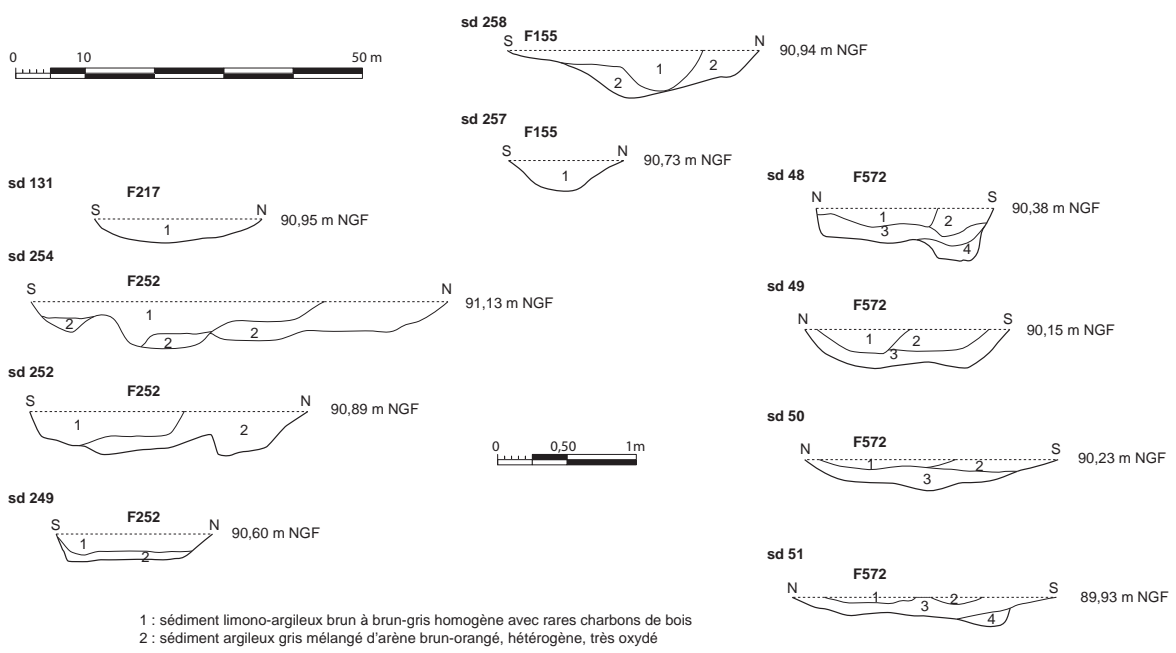 0 10 50 m
sd 258
F155
S N 90,94 m NGF
1 2
2
sd 257
F155
S N 90,73 m NGF
1
sd 131
F217
S N 90,95 m NGF
1
sd 254
F252
S N 91,13 m NGF
1
2 2
2
sd 252
F252
S N 90,89 m NGF
1 2
sd 249
F252
S N 90,60 m NGF
1
2
0 0,50 1m
sd 48
F572
N S 90,38 m NGF
1 2
3
4
sd 49
F572
N S 90,15 m NGF
1 2
3
sd 50
F572
N S 90,23 m NGF
1 2
3
sd 51
F572
N S 89,93 m NGF
1 2
3
4
1 : sédiment limono-argileux brun à brun-gris homogène avec rares charbons de bois
2 : sédiment argileux gris mélangé d'arène brun-orangé, hétérogène, très oxydé